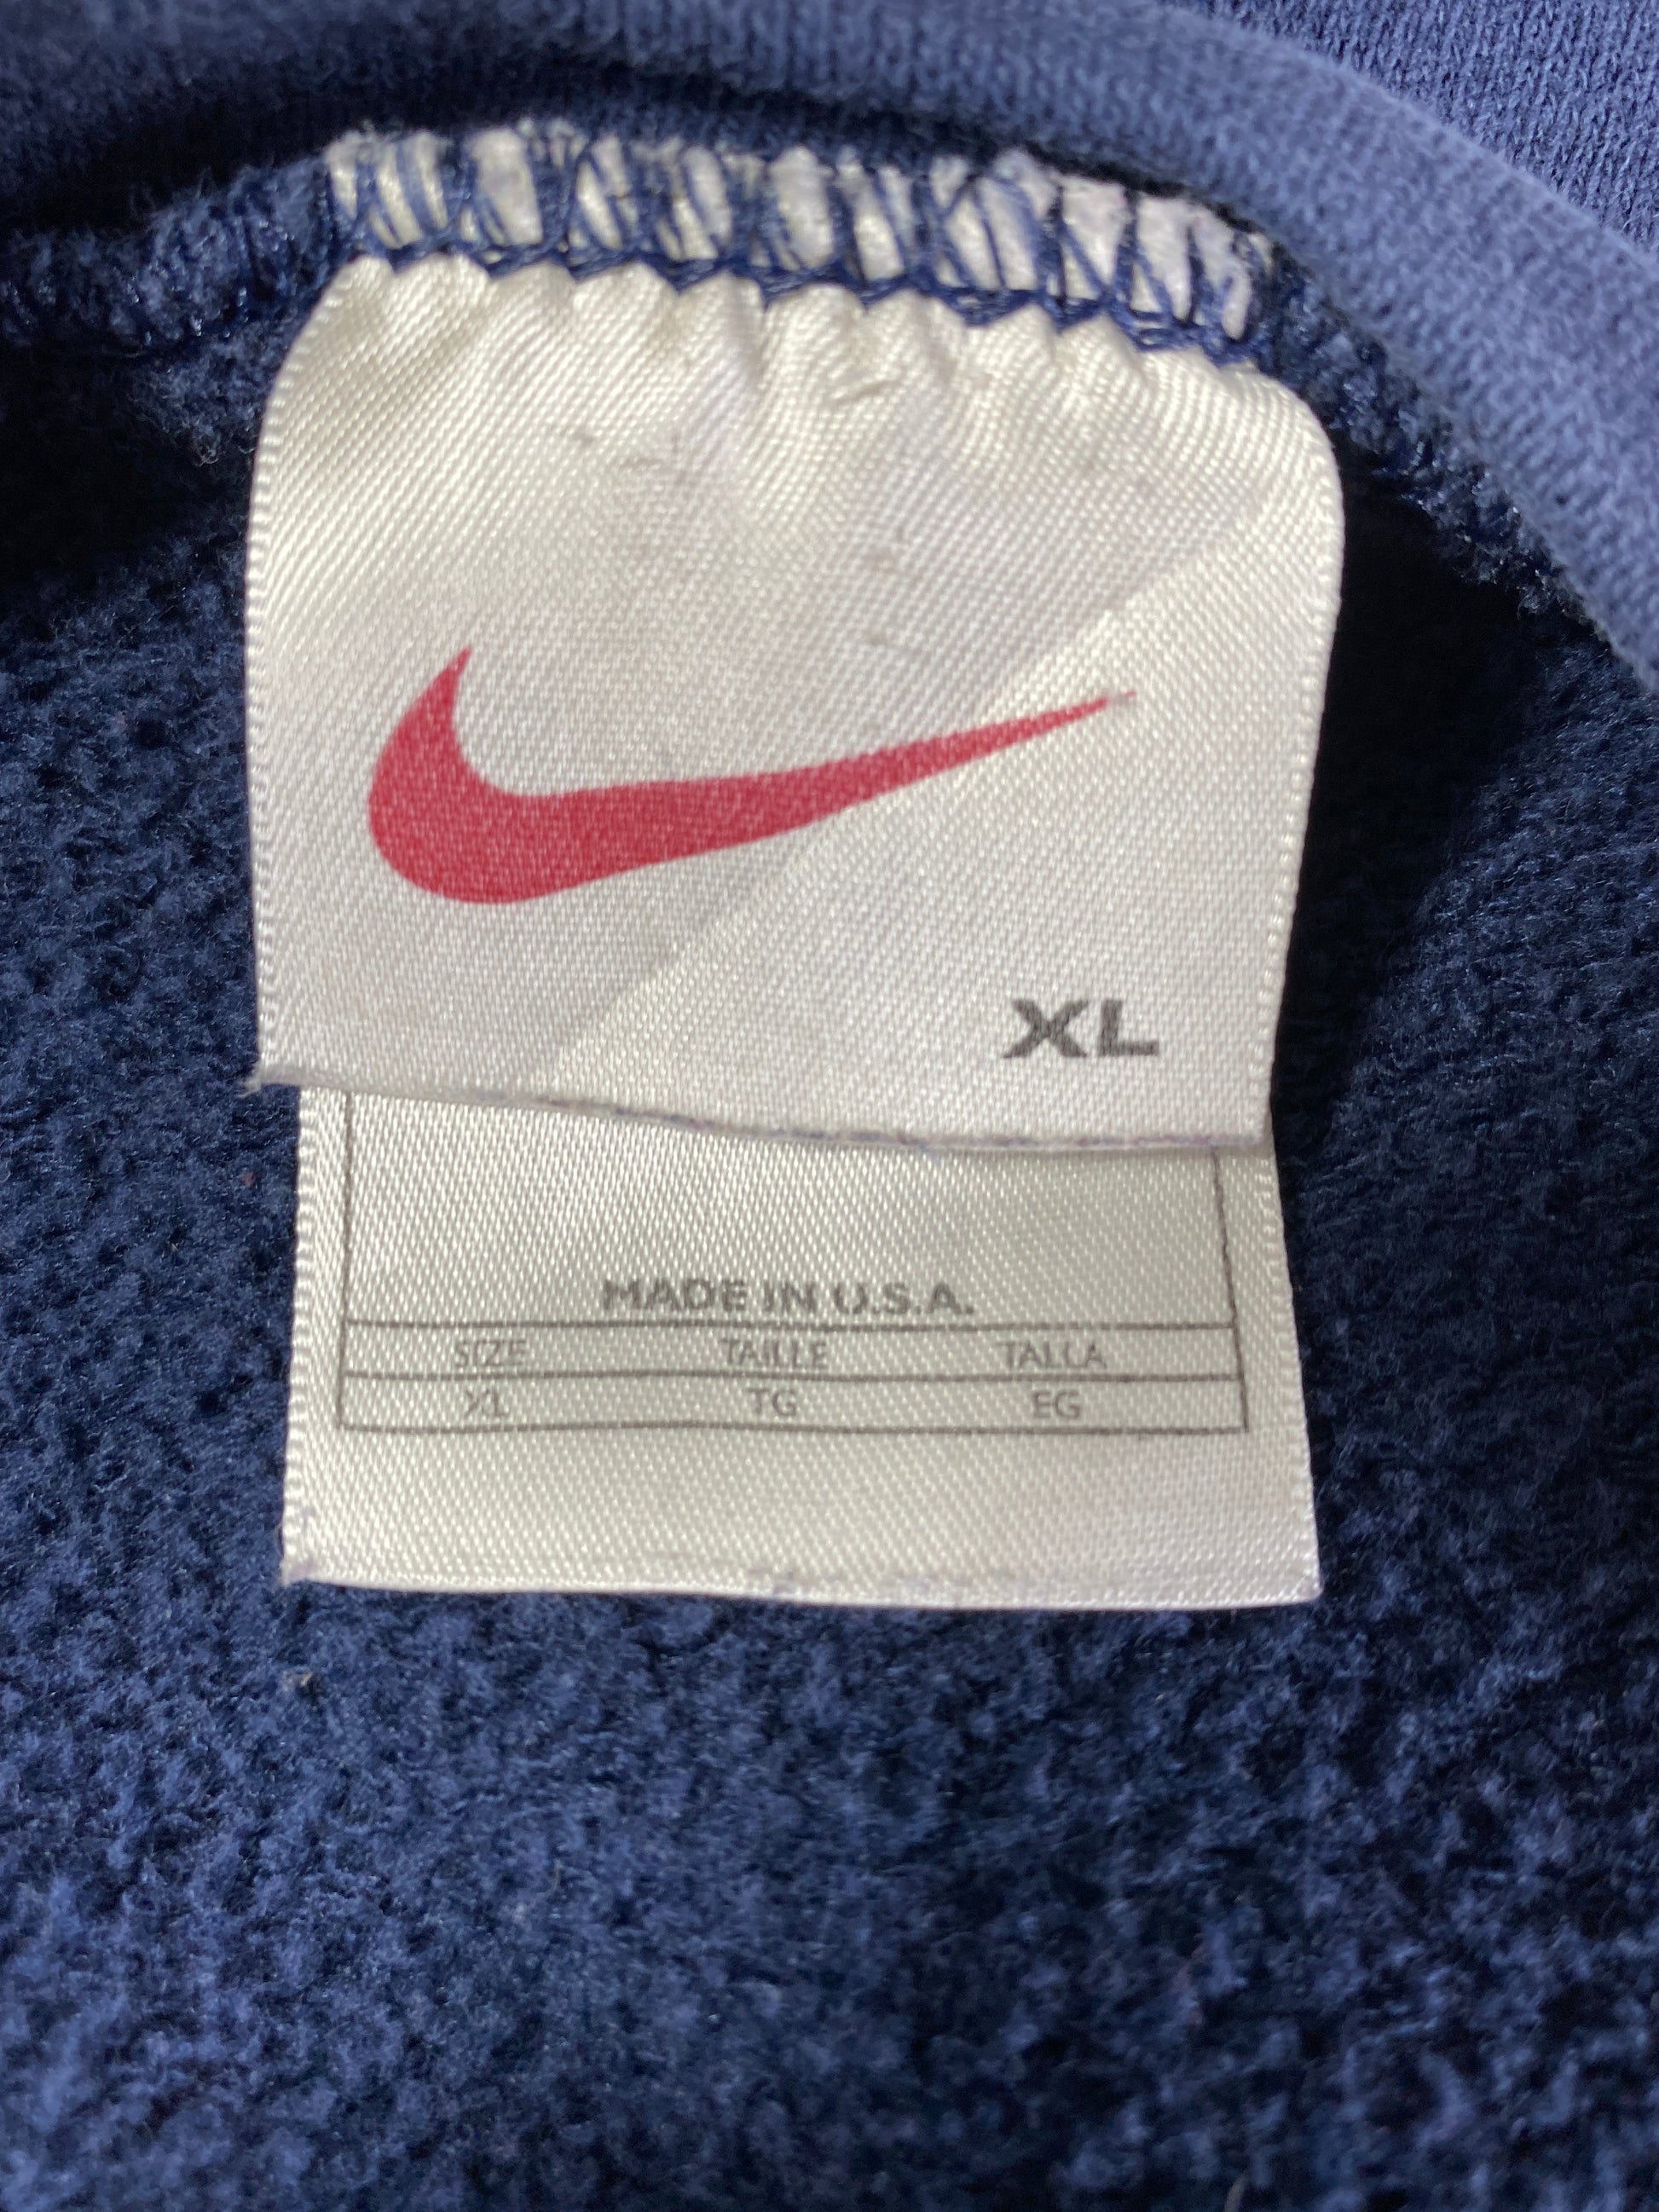 XL
MADE IN U.S.A.
SIZE TAILLE TALLA
XL TG EG